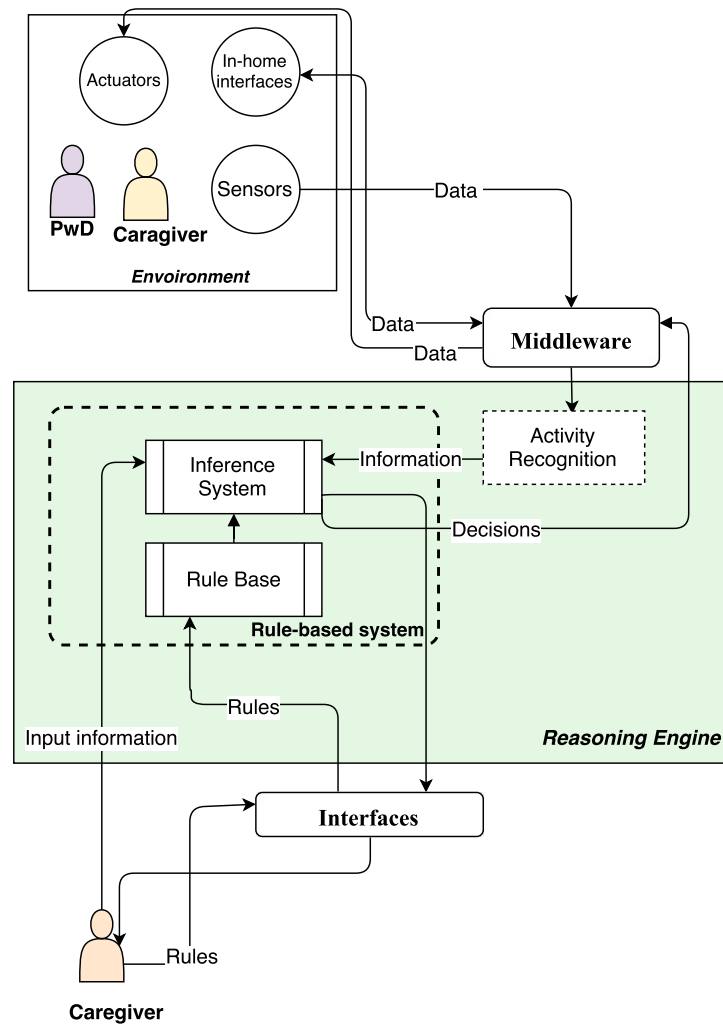 Actuators
In-home
interfaces
PwD
Caragiver
Sensors
Data
Envoironment
Data
Data
Middleware
Activity
Recognition
Information
Inference
System
Decisions
Rule Base
Rule-based system
Rules
Input information
Reasoning Engine
Interfaces
Rules
Caregiver